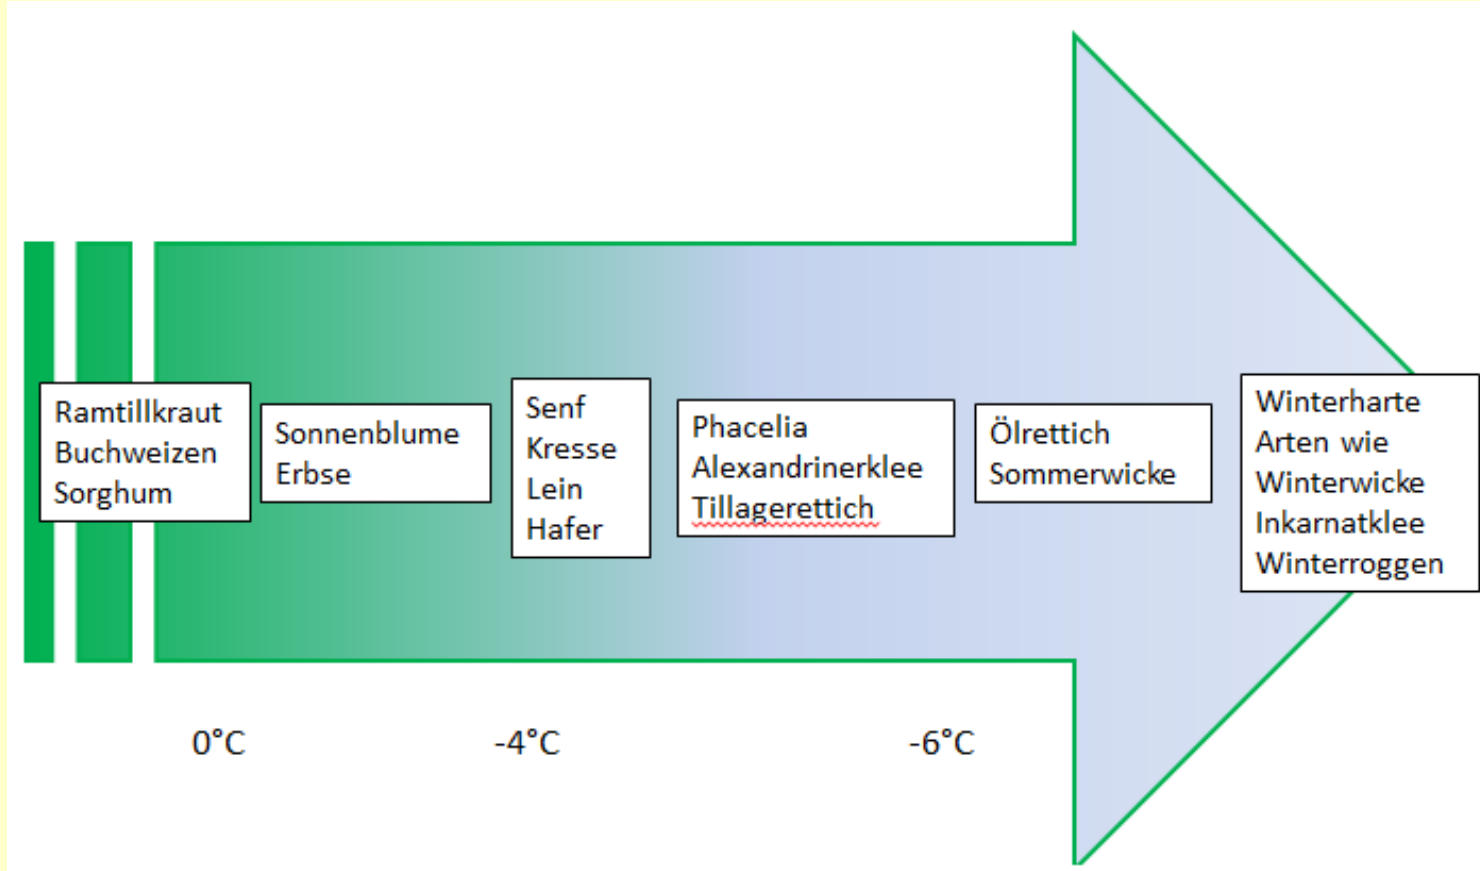 Ramtillkraut
Buchweizen
Sorghum
Sonnenblume
Erbse
Senf
Kresse
Lein
Hafer
Phacelia
Alexandrinerklee
Tillagerettich
Ölrettich
Sommerwicke
Winterharte
Arten wie
Winterwicke
Inkarnatklee
Winterroggen
0°C
-4°C
-6°C